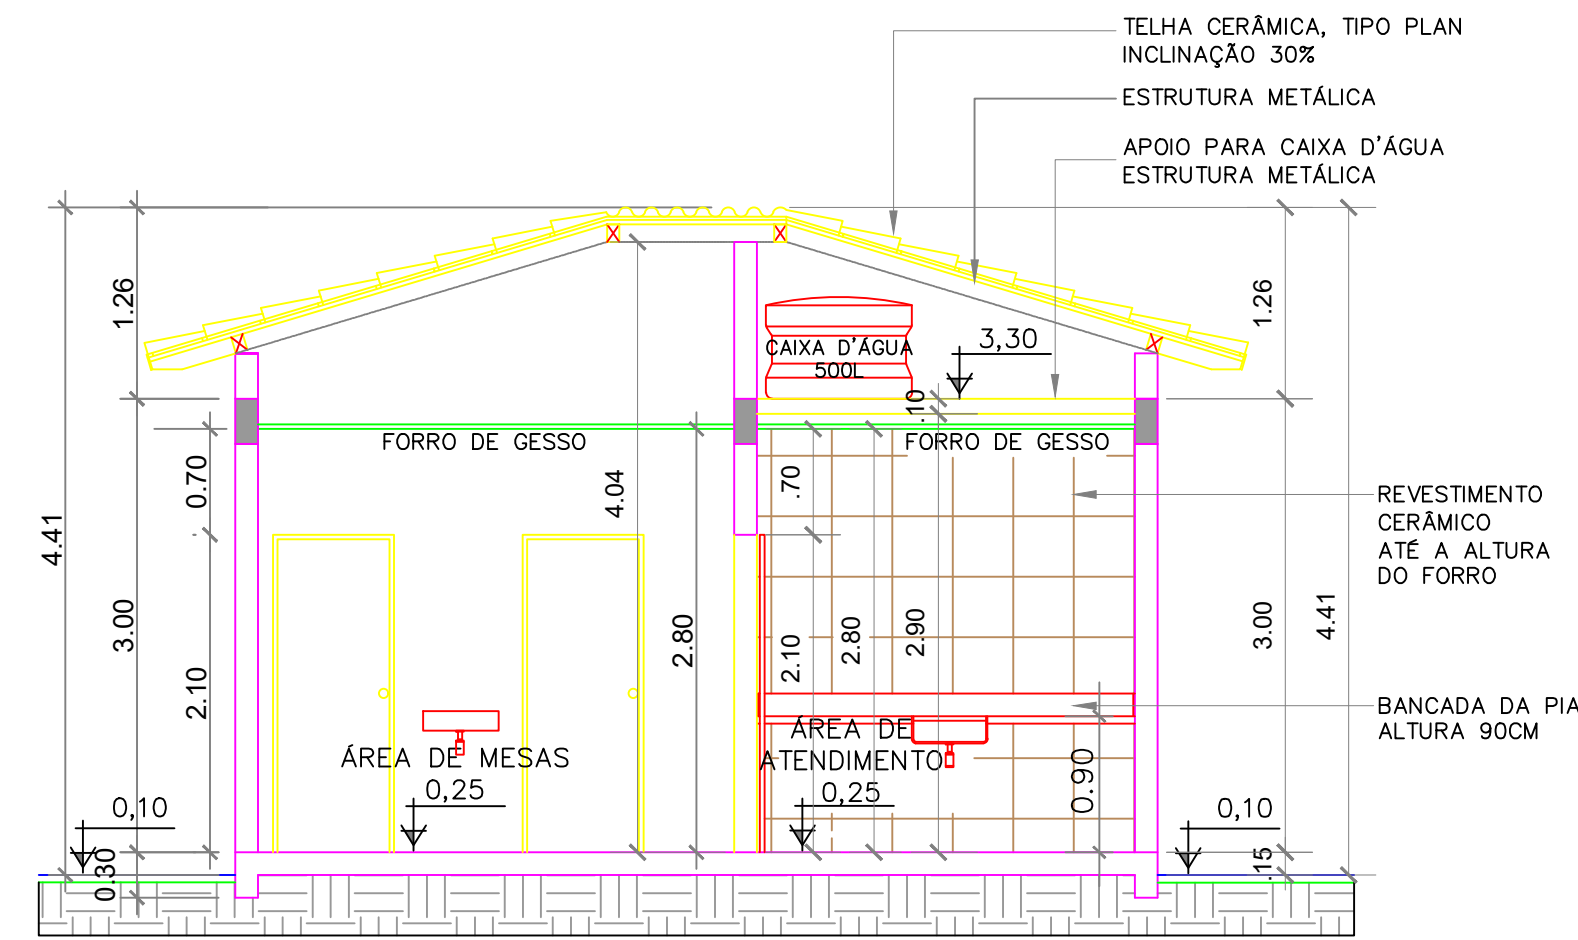 TELHA CERÂMICA, TIPO PLAN
INCLINAÇÃO 30%
ESTRUTURA METÁLICA
APOIO PARA CAIXA D'ÁGUA
ESTRUTURA METÁLICA
1.26
1.26
CAIXA D'ÁGUA
500L
3,30
.10
FORRO DE GESSO
FORRO DE GESSO
0.70
4.04
.70
REVESTIMENTO
CERÂMICO
ATÉ A ALTURA
DO FORRO
4.41
3.00
2.10
2.80
2.10
2.80
2.90
3.00
4.41
BANCADA DA PIA
ALTURA 90CM
ÁREA DE MESAS
0,25
ÁREA DE
ATENDIMENTO
0,25
0.90
0,10
0,10
0.30
.15